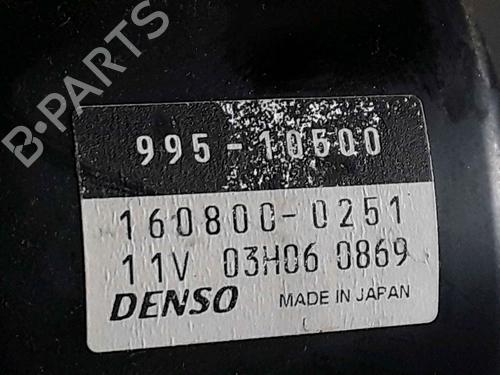 B-PARTS
995-10500
160800-0251
11V 03H06 0869
DENSO MADE IN JAPAN